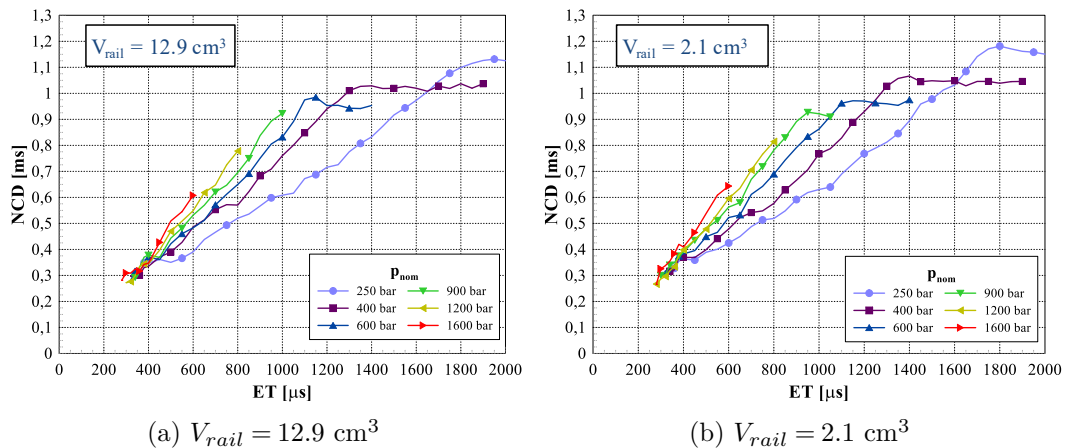 V_rail = 12.9 cm³
1,3
1,2
1,1
1
0,9
0,8
0,7
0,6
0,5
0,4
0,3
0,2
0,1
0
NCD [ms]
p_nom
250 bar 900 bar
400 bar 1200 bar
600 bar 1600 bar
0 200 400 600 800 1000 1200 1400 1600 1800 2000
ET [μs]
(a) V_rail = 12.9 cm³
V_rail = 2.1 cm³
1,3
1,2
1,1
1
0,9
0,8
0,7
0,6
0,5
0,4
0,3
0,2
0,1
0
NCD [ms]
p_nom
250 bar 900 bar
400 bar 1200 bar
600 bar 1600 bar
0 200 400 600 800 1000 1200 1400 1600 1800 2000
ET [μs]
(b) V_rail = 2.1 cm³